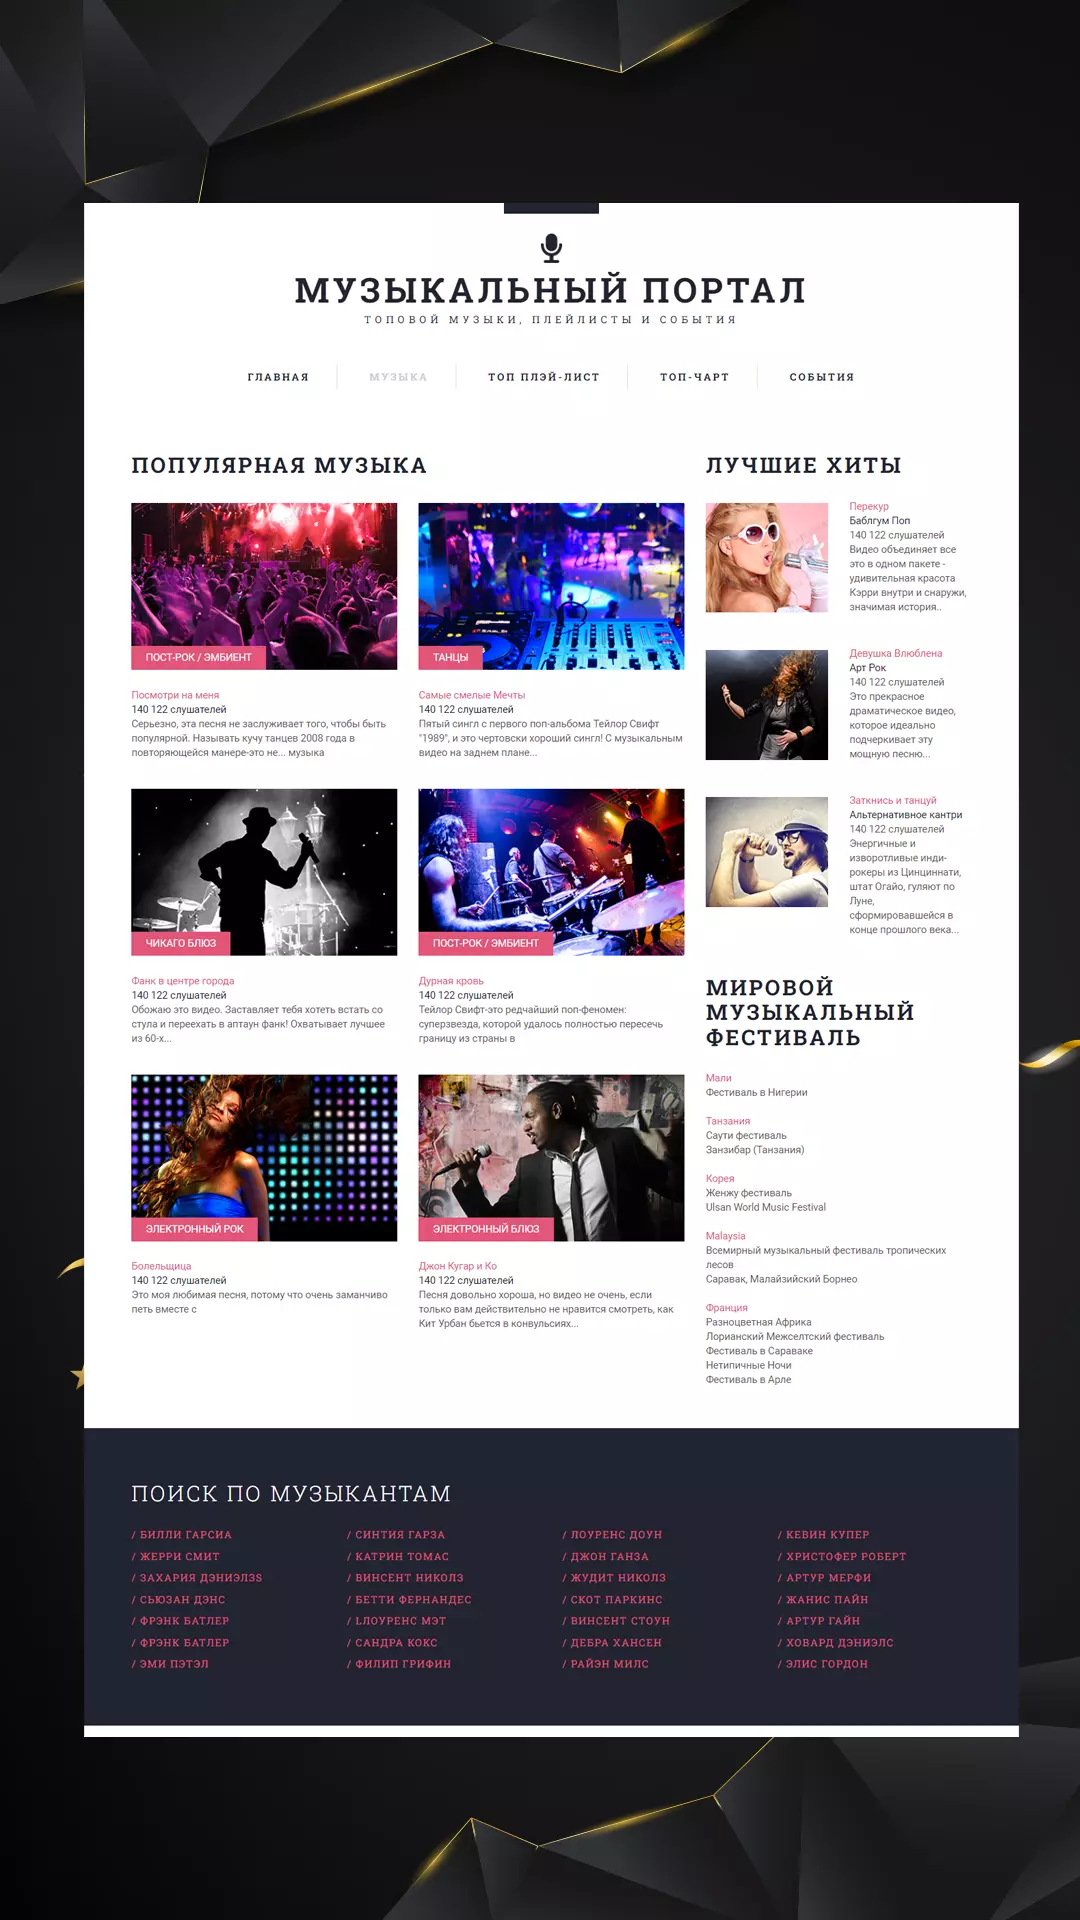 МУЗЫКАЛЬНЫЙ ПОРТАЛ
ТОПОВОЙ МУЗЫКИ, ПЛЕЙЛИСТЫ И СОБЫТИЯ
ГЛАВНАЯ
МУЗЫКА
ТОП ПЛЭЙ-ЛИСТ
ТОП-ЧАРТ
СОБЫТИЯ
ПОПУЛЯРНАЯ МУЗЫКА
ПОСТ-РОК / ЭМБИЕНТ
Посмотри на меня
140 122 слушателей
Серьезно, эта песня не заслуживает того, чтобы быть
популярной. Называть кучу танцев 2008 года в
повторяющейся манере-это не... музыка
ТАНЦЫ
Самые смелые Мечты
140 122 слушателей
Пятый сингл с первого поп-альбома Тейлор Свифт
"1989", и это чертовски хороший сингл! С музыкальным
видео на заднем плане...
ЧИКАГО БЛЮЗ
Фанк в центре города
140 122 слушателей
Обожаю это видео. Заставляет тебя хотеть встать со
стула и переехать в аптаун фанк! Охватывает лучшее
из 60-х...
ПОСТ-РОК / ЭМБИЕНТ
Дурная кровь
140 122 слушателей
Тейлор Свифт-это редчайший поп-феномен:
суперзвезда, которой удалось полностью пересечь
границу из страны в
ЭЛЕКТРОННЫЙ РОК
Болельщица
140 122 слушателей
Это моя любимая песня, потому что очень заманчиво
петь вместе с
ЭЛЕКТРОННЫЙ БЛЮЗ
Джон Кугар и Ко
140 122 слушателей
Песня довольно хороша, но видео не очень, если
только вам действительно не нравится смотреть, как
Кит Урбан бьется в конвульсиях...
ЛУЧШИЕ ХИТЫ
Перекур
Баблгум Поп
140 122 слушателей
Видео объединяет все
это в одном пакете -
удивительная красота
Кэрри внутри и снаружи,
значимая история..
Девушка Влюблена
Арт Рок
140 122 слушателей
Это прекрасное
драматическое видео,
которое идеально
подчеркивает эту
мощную песню...
Заткнись и танцуй
Альтернативное кантри
140 122 слушателей
Энергичные и
изворотливые инди-
рокеры из Цинциннати,
штат Огайо, гуляют по
Луне,
сформировавшейся в
конце прошлого века...
МИРОВОЙ
МУЗЫКАЛЬНЫЙ
ФЕСТИВАЛЬ
Мали
Фестиваль в Нигерии
Танзания
Саути фестиваль
Занзибар (Танзания)
Корея
Женжу фестиваль
Ulsan World Music Festival
Malaysia
Всемирный музыкальный фестиваль тропических
лесов
Саравак, Малайзийский Борнео
Франция
Разноцветная Африка
Лорианский Межселтский фестиваль
Фестиваль в Сараваке
Нетипичные Ночи
Фестиваль в Арле
ПОИСК ПО МУЗЫКАНТАМ
/ БИЛЛИ ГАРСИА
/ ЖЕРРИ СМИТ
/ ЗАХАРИЯ ДЭНИЭЛЗS
/ СЬЮЗАН ДЭНС
/ ФРЭНК БАТЛЕР
/ ФРЭНК БАТЛЕР
/ ЭМИ ПЭТЭЛ
/ СИНТИЯ ГАРЗА
/ КАТРИН ТОМАС
/ ВИНСЕНТ НИКОЛЗ
/ БЕТТИ ФЕРНАНДЕС
/ LЛОУРЕНС МЭТ
/ САНДРА КОКС
/ ФИЛИП ГРИФИН
/ ЛОУРЕНС ДОУН
/ ДЖОН ГАНЗА
/ ЖУДИТ НИКОЛЗ
/ СКОТ ПАРКИНС
/ ВИНСЕНТ СТОУН
/ ДЕБРА ХАНСЕН
/ РАЙЭН МИЛС
/ КЕВИН КУПЕР
/ ХРИСТОФЕР РОБЕРТ
/ АРТУР МЕРФИ
/ ЖАНИС ПАЙН
/ АРТУР ГАЙН
/ ХОВАРД ДЭНИЭЛС
/ ЭЛИС ГОРДОН